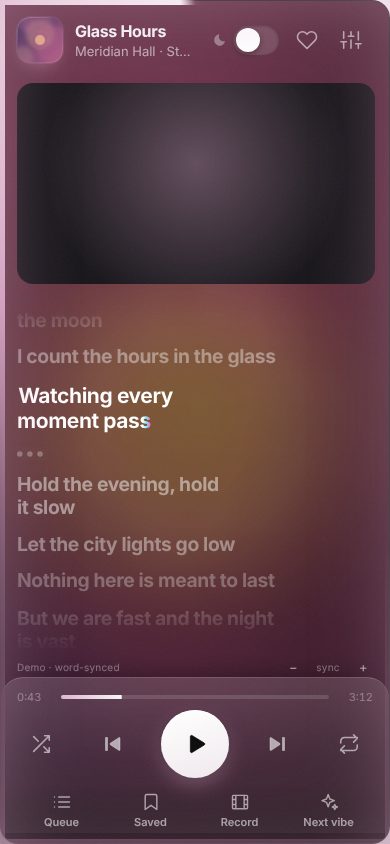 Glass Hours
Meridian Hall · St...
the moon
I count the hours in the glass
Watching every
moment pass
Hold the evening, hold
it slow
Let the city lights go low
Nothing here is meant to last
But we are fast and the night
is vast
Demo · word-synced
− sync +
0:43
3:12
Queue
Saved
Record
Next vibe